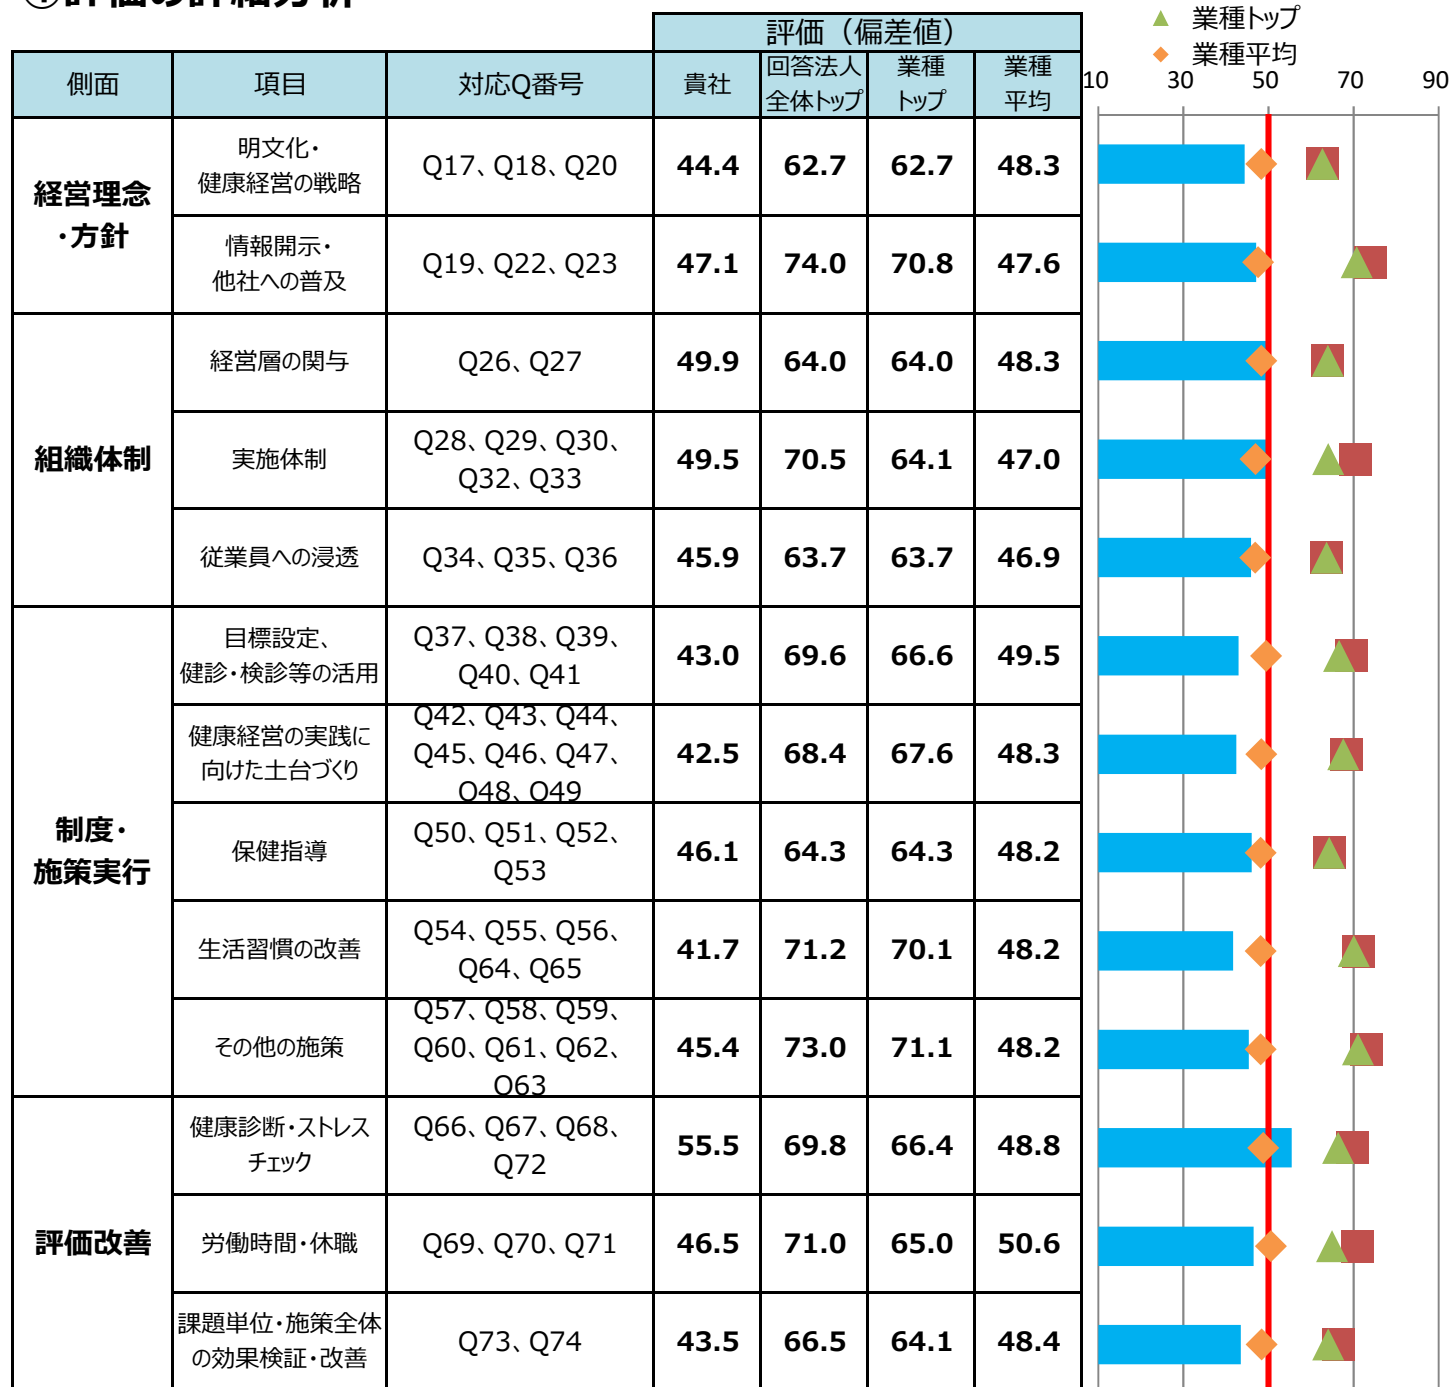 ①評価の詳細分析
業種トップ
業種平均
評価（偏差値）
側面 項目 対応Q番号 貴社 回答法人 業種 業種
全体トップ トップ 平均
10 30 50 70 90
経営理念
・方針
明文化・
健康経営の戦略
Q17、Q18、Q20 44.4 62.7 62.7 48.3
情報開示・
他社への普及
Q19、Q22、Q23 47.1 74.0 70.8 47.6
組織体制
経営層の関与 Q26、Q27 49.9 64.0 64.0 48.3
実施体制
Q28、Q29、Q30、
Q32、Q33
49.5 70.5 64.1 47.0
従業員への浸透 Q34、Q35、Q36 45.9 63.7 63.7 46.9
制度・
施策実行
目標設定、
健診・検診等の活用
Q37、Q38、Q39、
Q40、Q41
43.0 69.6 66.6 49.5
健康経営の実践に
向けた土台づくり
Q42、Q43、Q44、
Q45、Q46、Q47、
Q48、Q49
42.5 68.4 67.6 48.3
保健指導
Q50、Q51、Q52、
Q53
46.1 64.3 64.3 48.2
生活習慣の改善
Q54、Q55、Q56、
Q64、Q65
41.7 71.2 70.1 48.2
その他の施策
Q57、Q58、Q59、
Q60、Q61、Q62、
Q63
45.4 73.0 71.1 48.2
評価改善
健康診断・ストレス
チェック
Q66、Q67、Q68、
Q72
55.5 69.8 66.4 48.8
労働時間・休職 Q69、Q70、Q71 46.5 71.0 65.0 50.6
課題単位・施策全体
の効果検証・改善
Q73、Q74 43.5 66.5 64.1 48.4